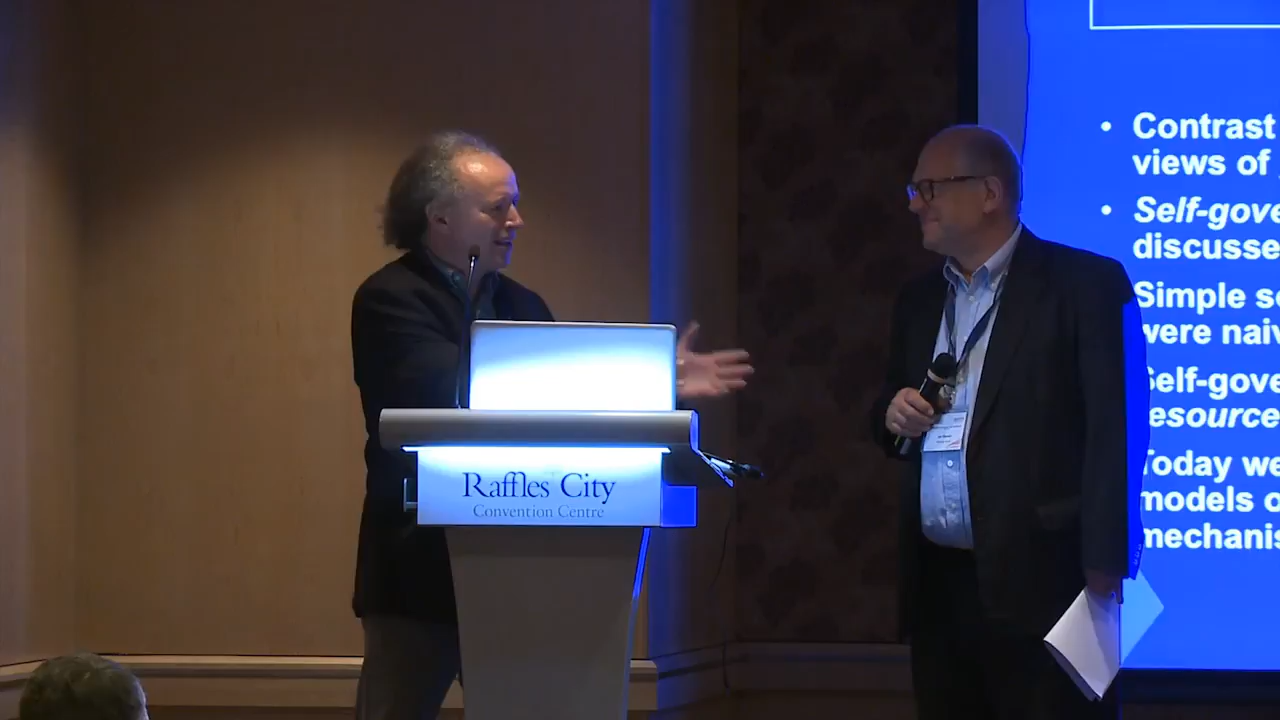 Raffles City
Convention Centre
• Contrast
views of
• Self-gove
discusse
Simple s
were naiv
Self-gove
resource
Today we
models o
mechanis